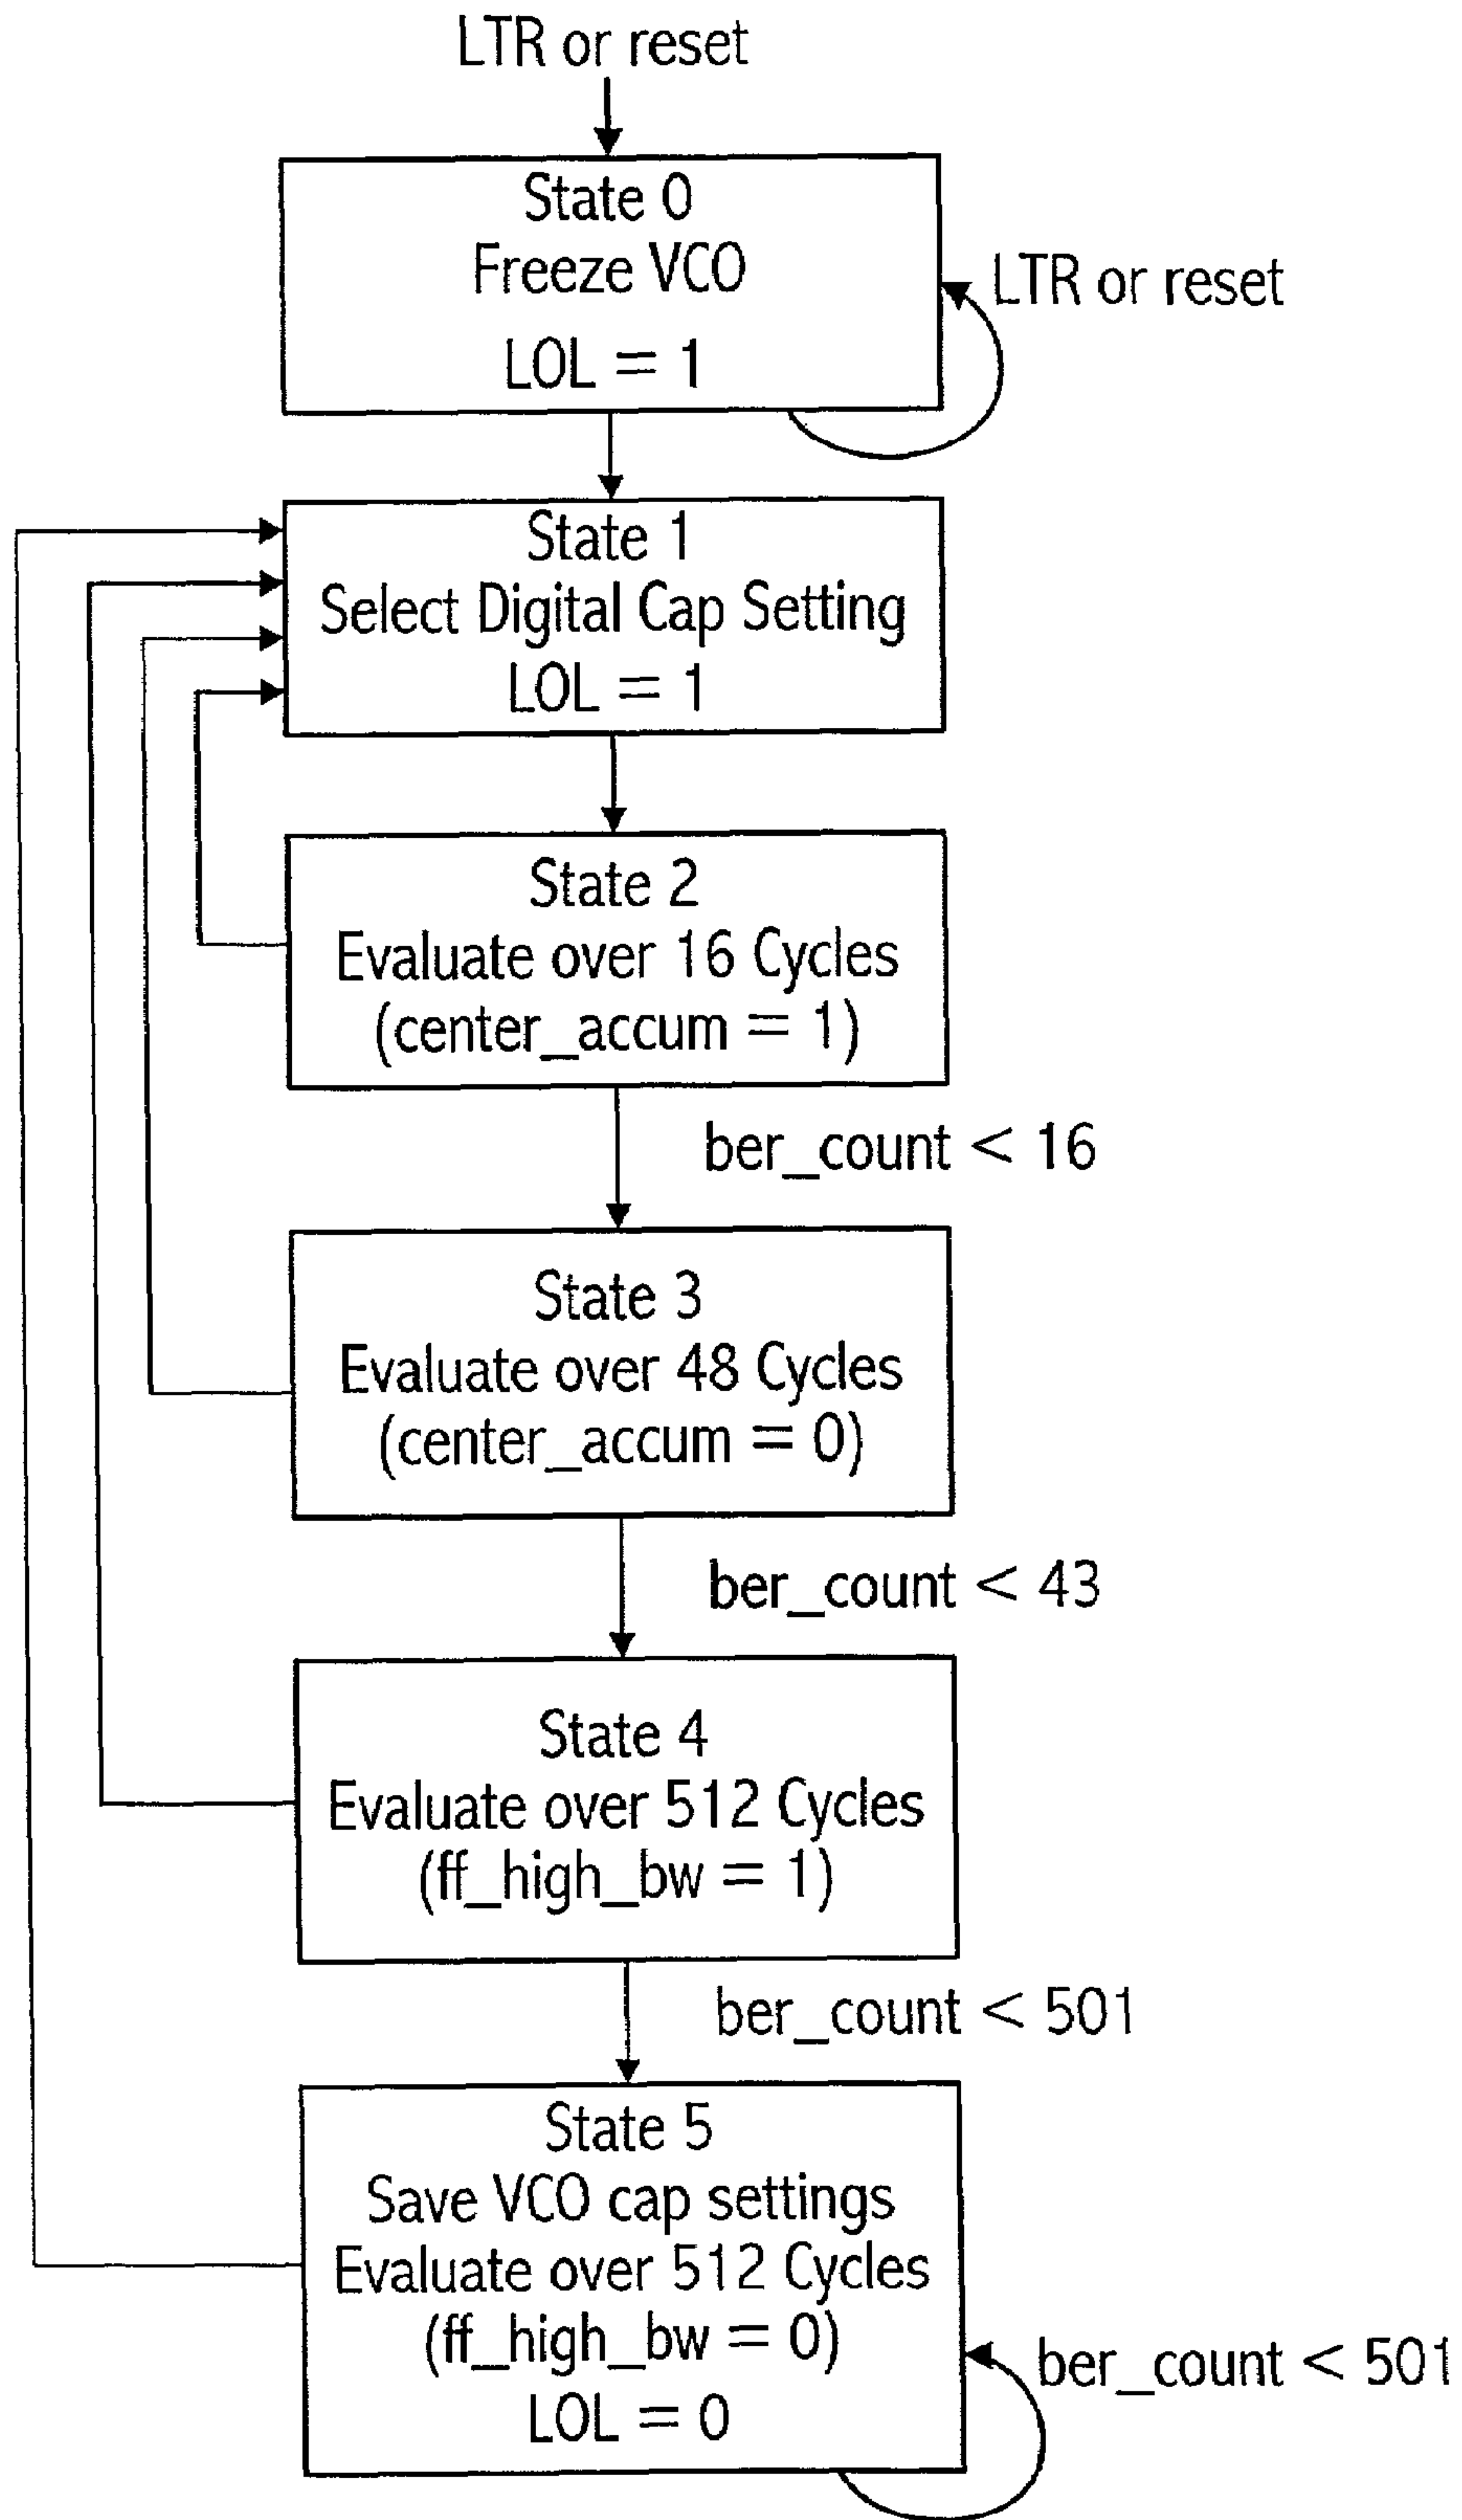 LTR or reset
State 0
Freeze VCO
LTR or reset
LOL = 1
State 1
Select Digital Cap Setting
LOL = 1
State 2
Evaluate over 16 Cycles
(center_accum = 1)
ber_count < 16
State 3
Evaluate over 48 Cycles
(center_accum = 0)
ber_count < 43
State 4
Evaluate over 512 Cycles
(ff_high_bw = 1)
ber_count < 501
State 5
Save VCO cap settings
Evaluate over 512 Cycles
(ff_high_bw = 0)
ber_count < 501
LOL = 0